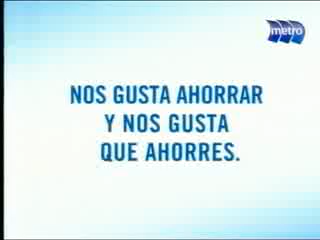 metro
NOS GUSTA AHORRAR
Y NOS GUSTA
QUE AHORRES.